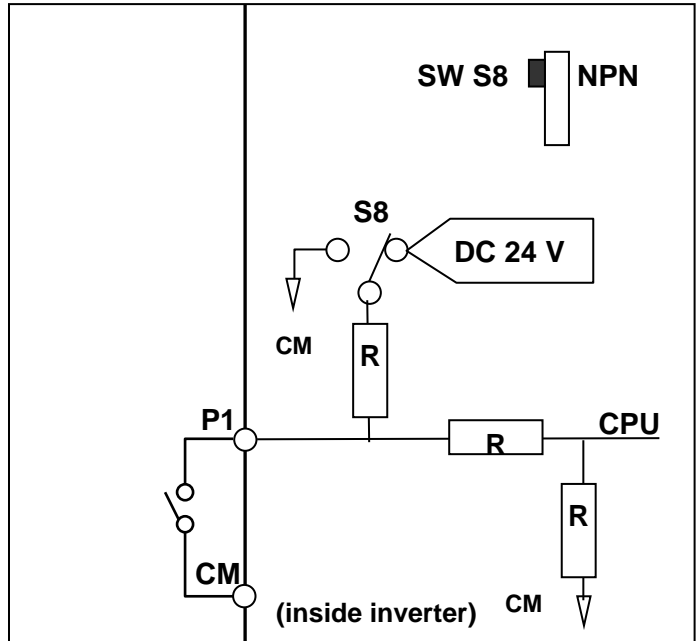 SW S8 NPN
S8
DC 24 V
CM
R
P1
R
CPU
R
CM
(inside inverter)
CM